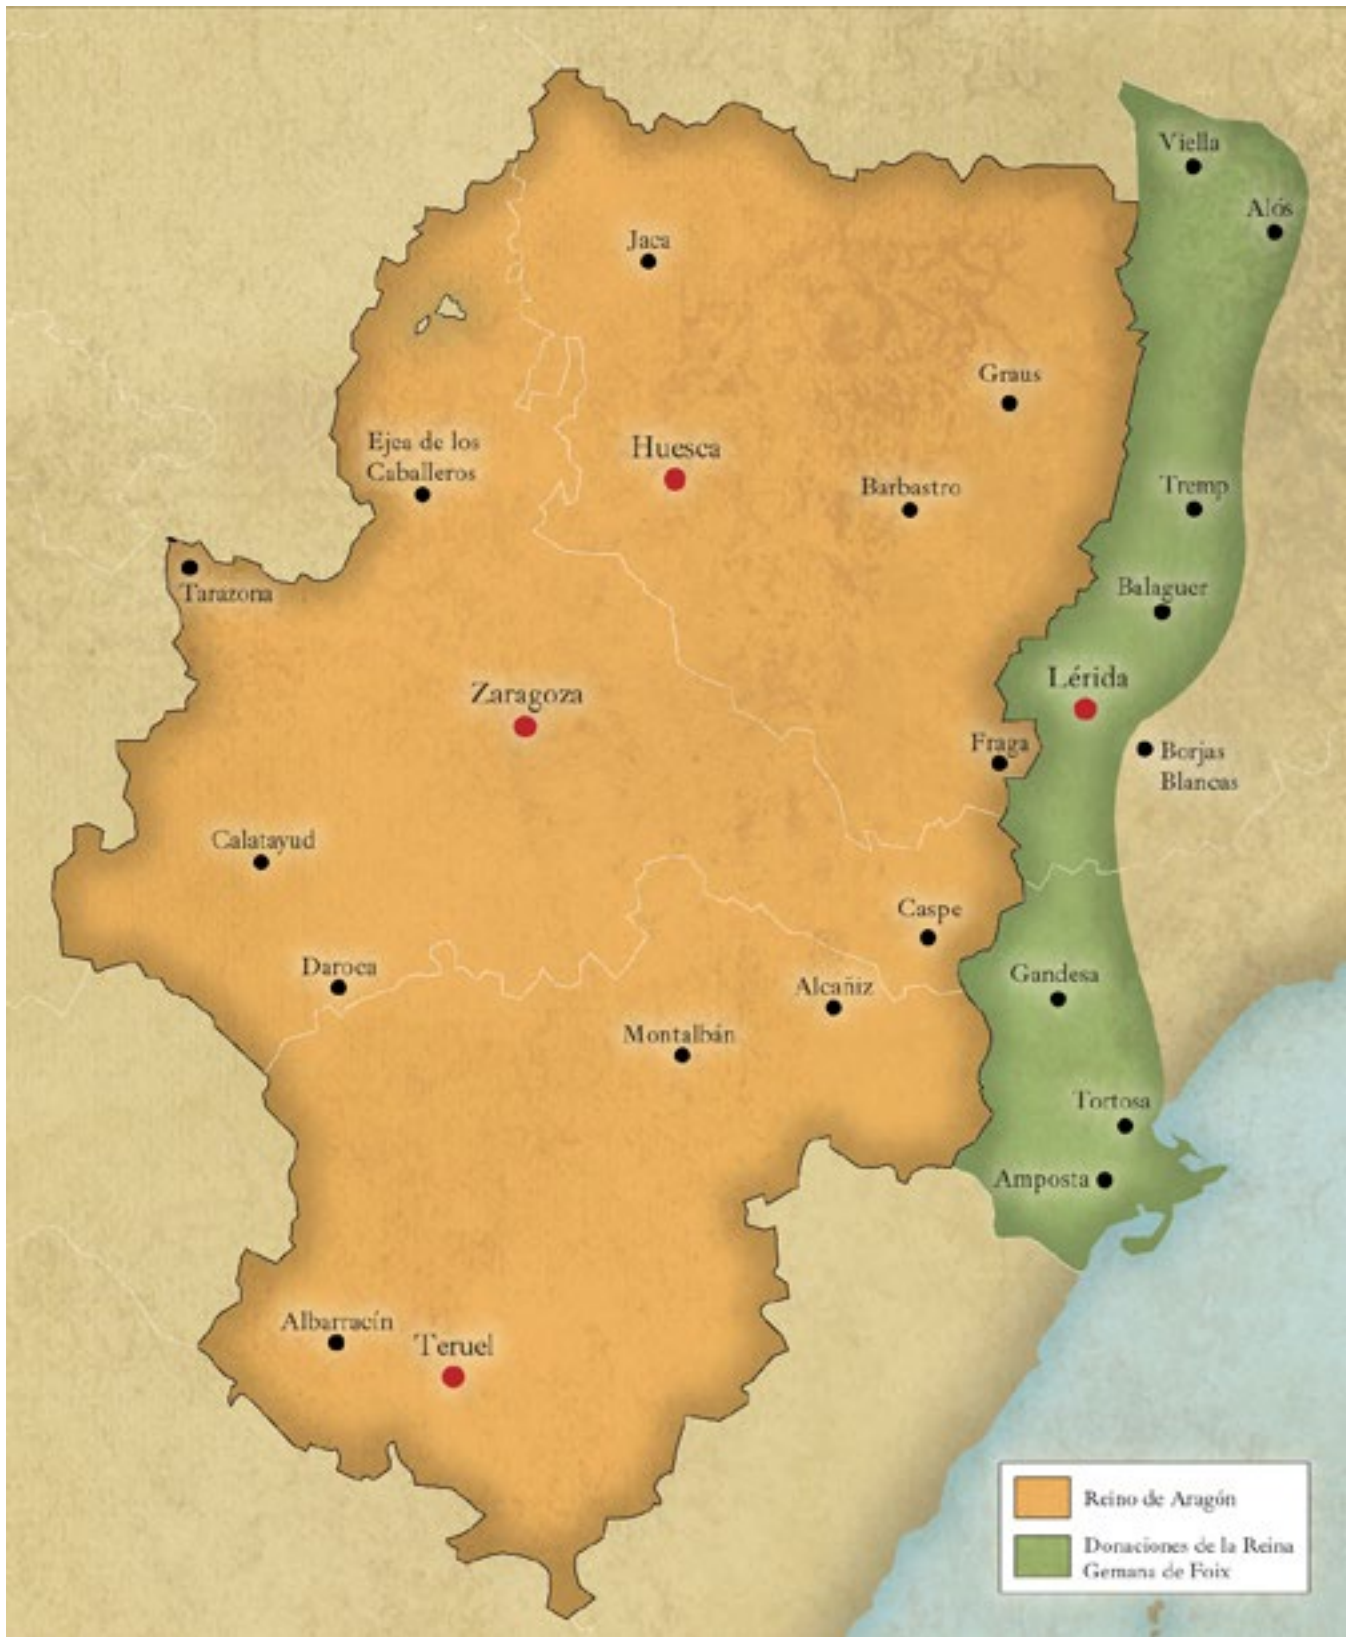 Viella
Alós
Jaca
Graus
Ejea de los
Caballeros
Huesca
Barbastro
Tremp
Tarazona
Balaguer
Zaragoza
Lérida
Fraga
Borjas
Blancas
Calatayud
Caspe
Daroca
Alcañiz
Gandesa
Montalbán
Tortosa
Amposta
Albarracín
Teruel
Reino de Aragón
Donaciones de la Reina
Gemana de Foix